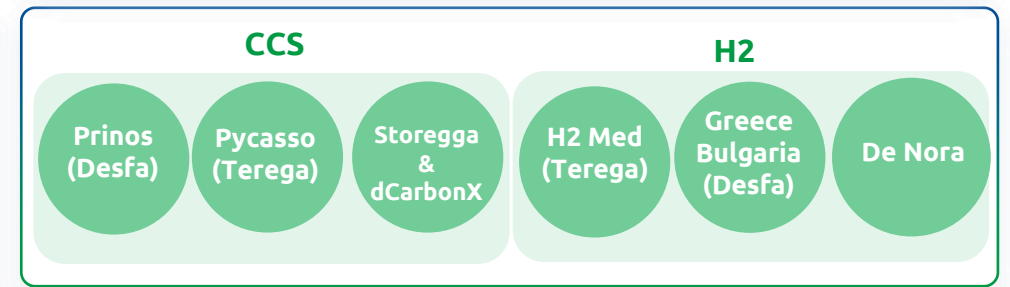 CCS
Prinos
(Desfa)
Pycasso
(Terega)
Storegga
&
dCarbonX
H2
H2 Med
(Terega)
Greece
Bulgaria
(Desfa)
De Nora